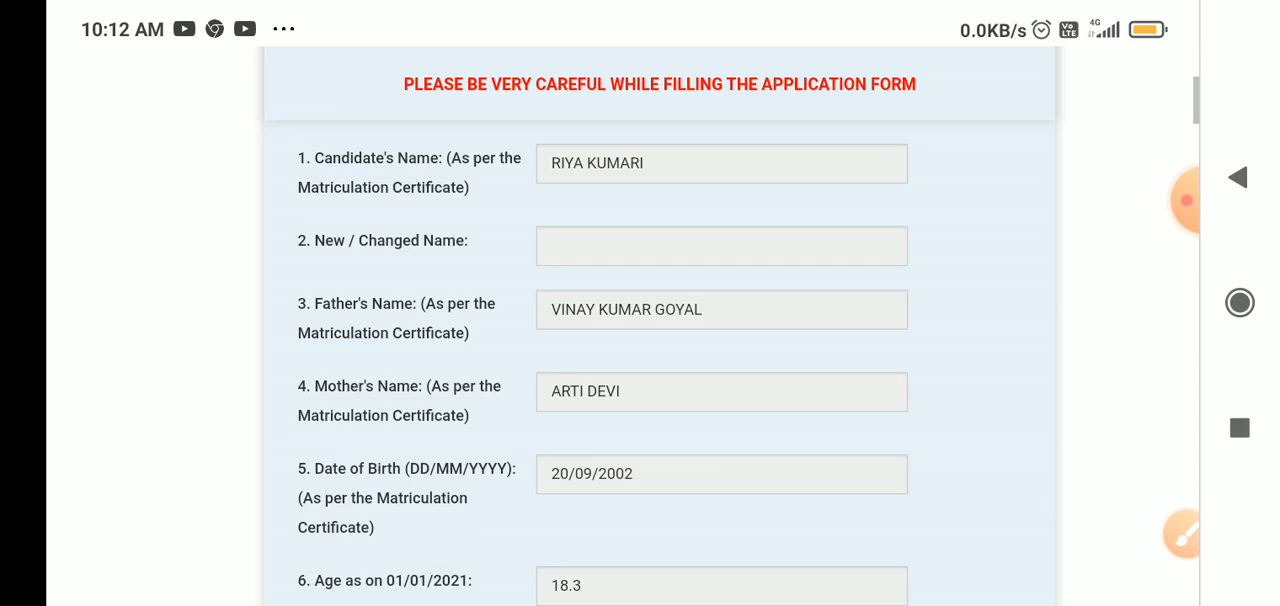 10:12 AM ... 0.0KB/s Vo LTE 4G
PLEASE BE VERY CAREFUL WHILE FILLING THE APPLICATION FORM
1. Candidate's Name: (As per the
Matriculation Certificate)
RIYA KUMARI
2. New / Changed Name:
3. Father's Name: (As per the
Matriculation Certificate)
VINAY KUMAR GOYAL
4. Mother's Name: (As per the
Matriculation Certificate)
ARTI DEVI
5. Date of Birth (DD/MM/YYYY):
(As per the Matriculation
Certificate)
20/09/2002
6. Age as on 01/01/2021:
18.3